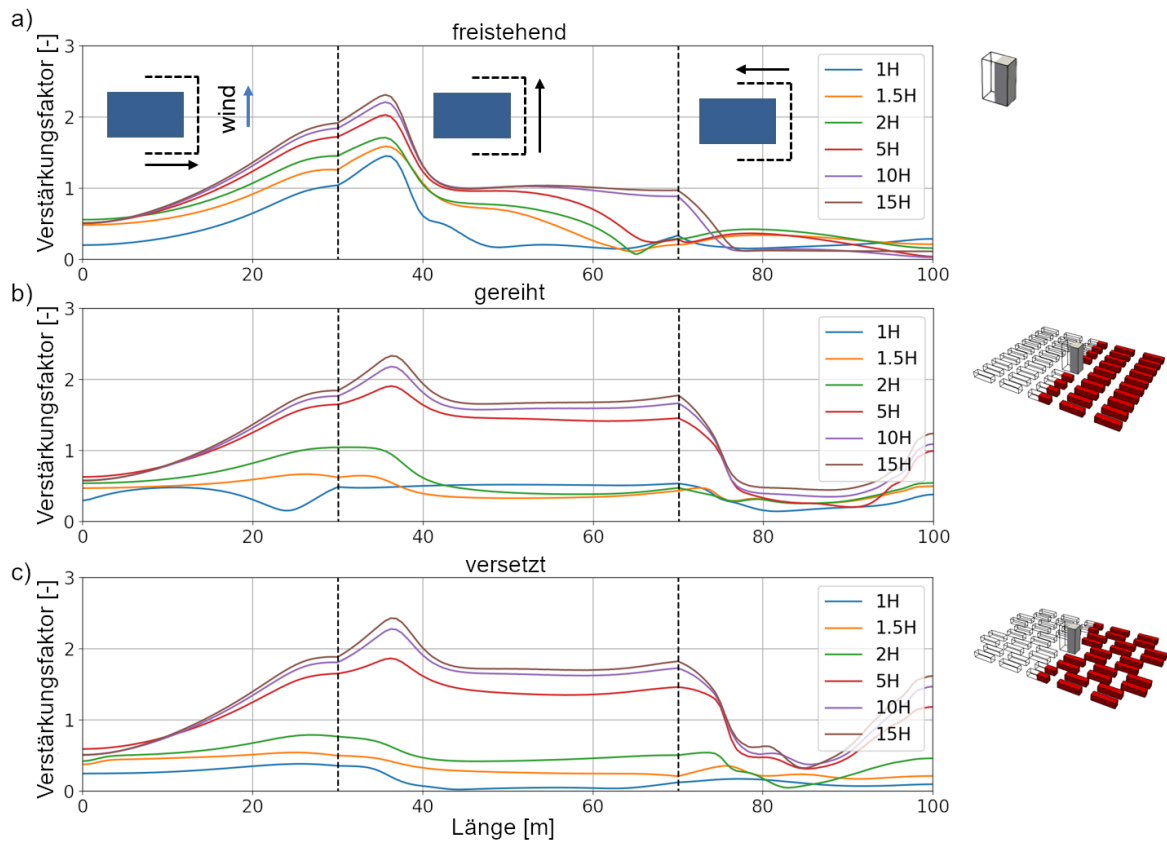 a)
freistehend
Verstärkungsfaktor [-]
3
2
1
0
wind
1H
1.5H
2H
5H
10H
15H
0 20 40 60 80 100
b)
gereiht
Verstärkungsfaktor [-]
3
2
1
0
1H
1.5H
2H
5H
10H
15H
0 20 40 60 80 100
c)
versetzt
Verstärkungsfaktor [-]
3
2
1
0
1H
1.5H
2H
5H
10H
15H
0 20 40 60 80 100
Länge [m]